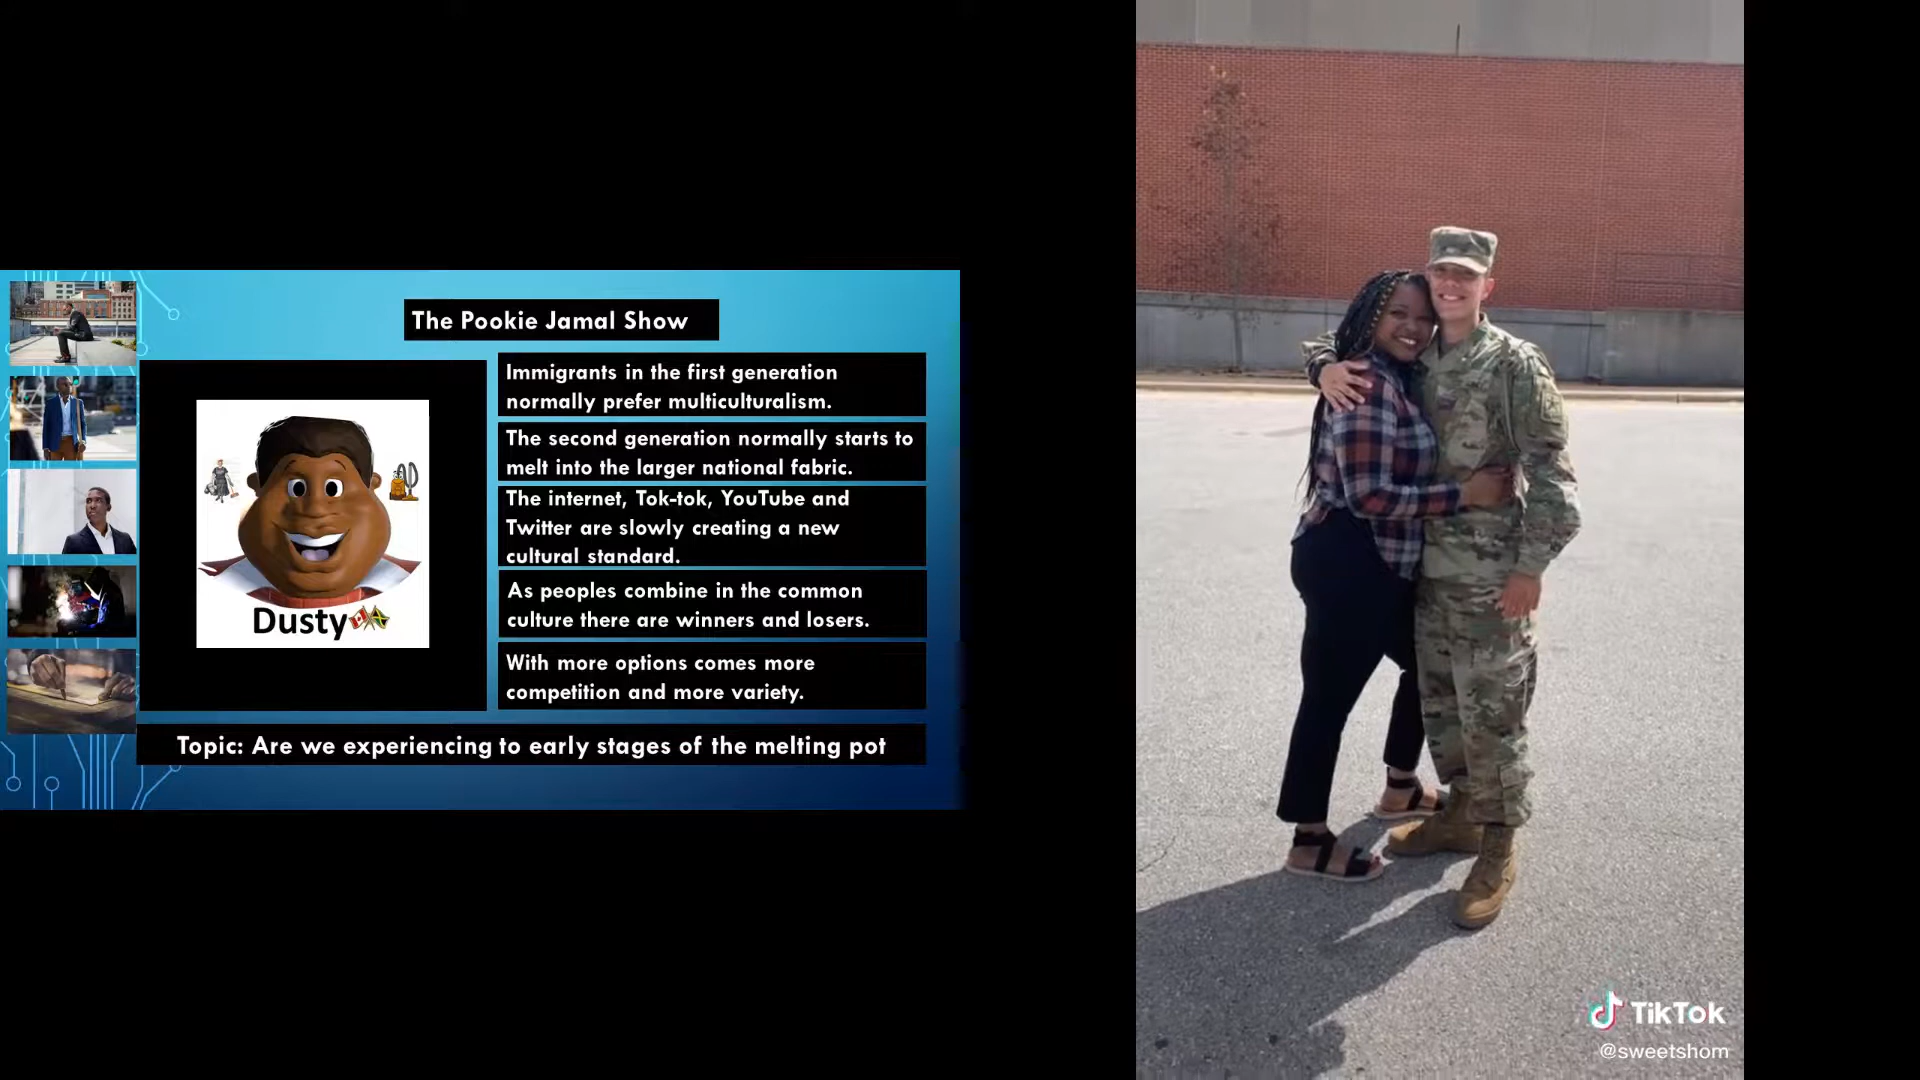 The Pookie Jamal Show
Immigrants in the first generation
normally prefer multiculturalism.
The second generation normally starts to
melt into the larger national fabric.
The internet, Tok-tok, YouTube and
Twitter are slowly creating a new
cultural standard.
As peoples combine in the common
culture there are winners and losers.
With more options comes more
competition and more variety.
Dusty
Topic: Are we experiencing to early stages of the melting pot
TikTok
@sweetshom